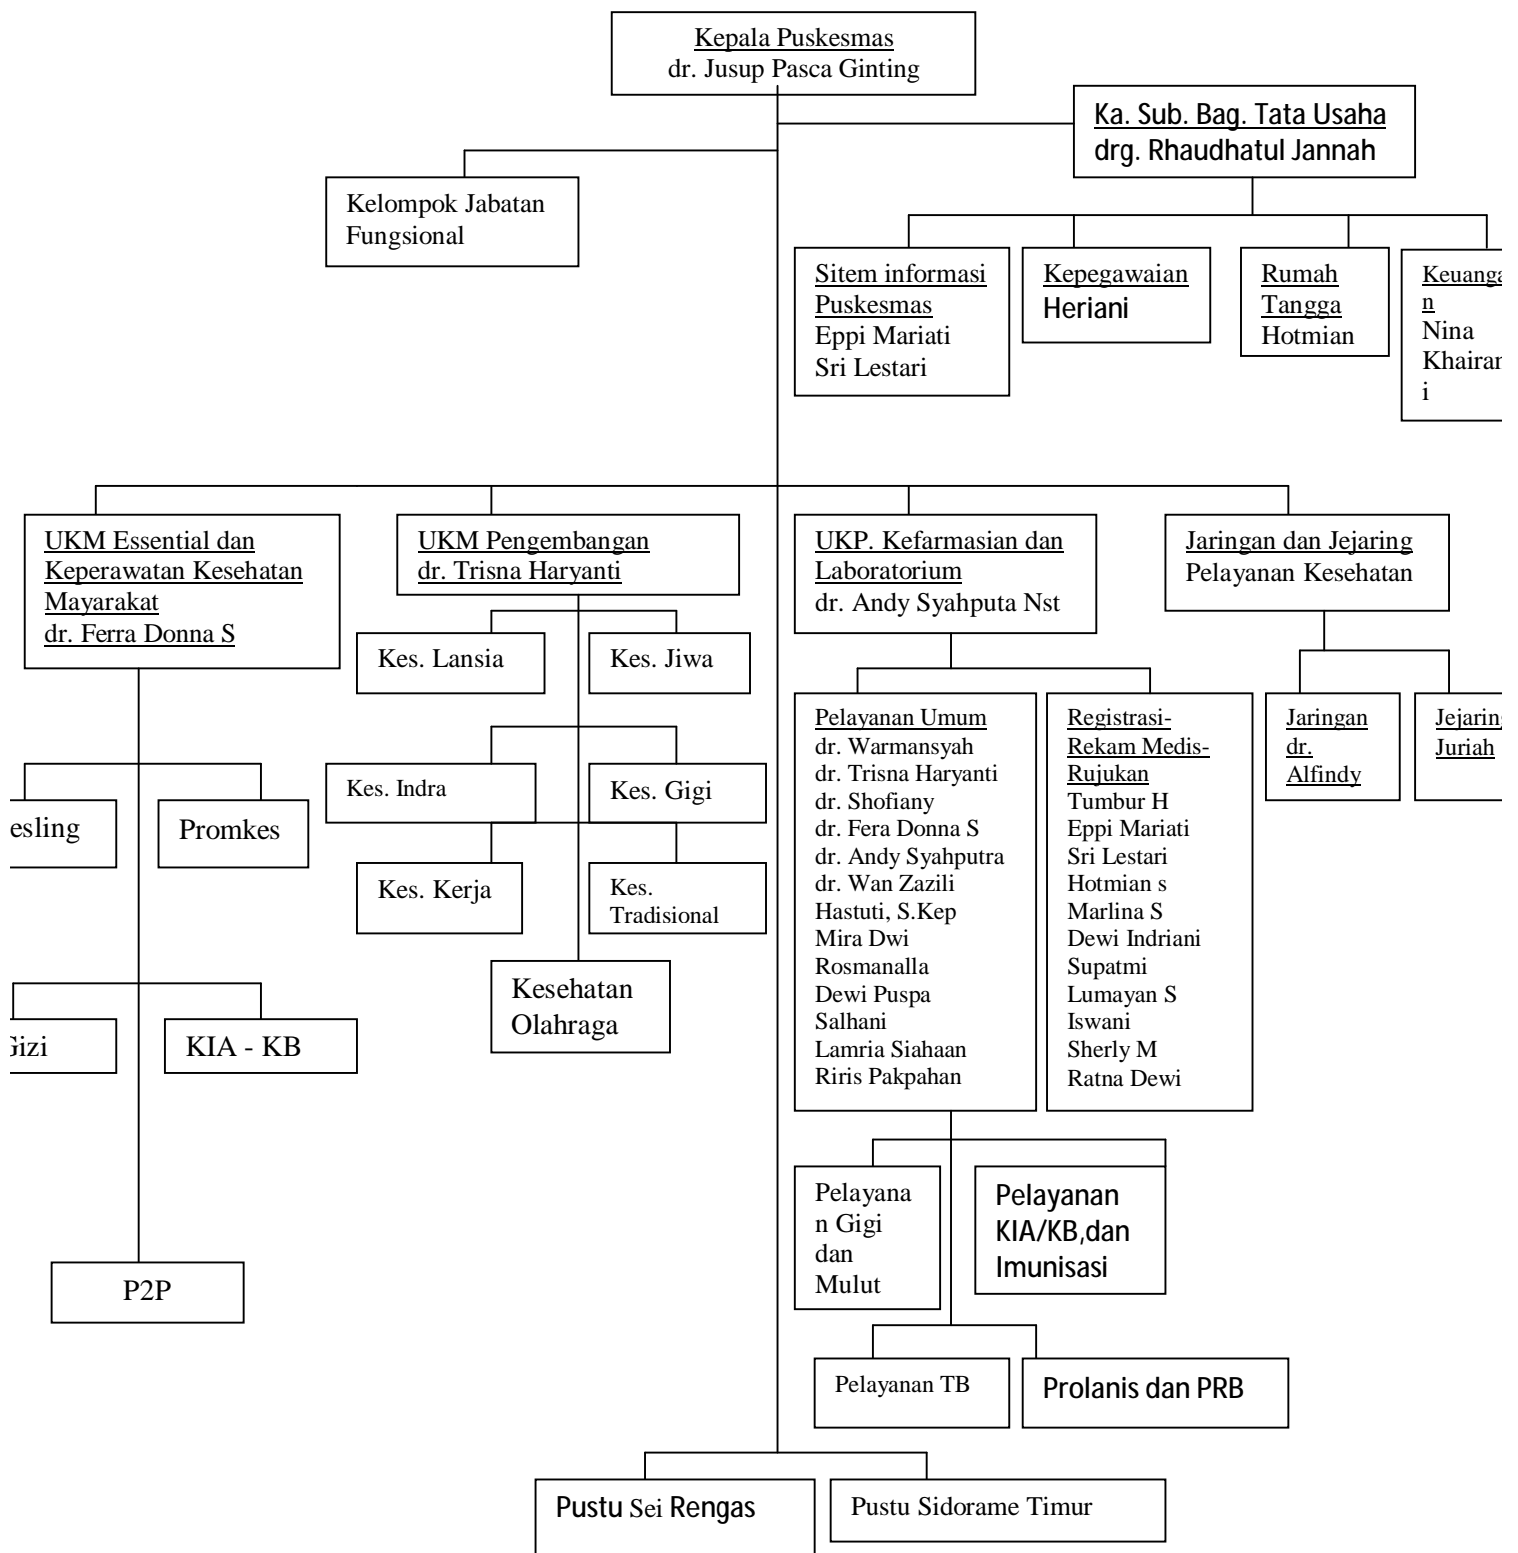 Kepala Puskesmas
dr. Jusup Pasca Ginting
Ka. Sub. Bag. Tata Usaha
drg. Rhaudhatul Jannah
Kelompok Jabatan
Fungsional
Sitem informasi
Puskesmas
Eppi Mariati
Sri Lestari
Kepegawaian
Heriani
Rumah
Tangga
Hotmian
Keuanga
n
Nina
Khairan
i
UKM Essential dan
Keperawatan Kesehatan
Mayarakat
dr. Ferra Donna S
UKM Pengembangan
dr. Trisna Haryanti
UKP. Kefarmasian dan
Laboratorium
dr. Andy Syahputa Nst
Jaringan dan Jejaring
Pelayanan Kesehatan
Kes. Lansia
Kes. Jiwa
Kes. Indra
Kes. Gigi
Kes. Kerja
Kes.
Tradisional
Kesehatan
Olahraga
esling
Promkes
Gizi
KIA - KB
P2P
Pelayanan Umum
dr. Warmansyah
dr. Trisna Haryanti
dr. Shofiany
dr. Fera Donna S
dr. Andy Syahputra
dr. Wan Zazili
Hastuti, S.Kep
Mira Dwi
Rosmanalla
Dewi Puspa
Salhani
Lamria Siahaan
Riris Pakpahan
Registrasi-
Rekam Medis-
Rujukan
Tumbur H
Eppi Mariati
Sri Lestari
Hotmian s
Marlina S
Dewi Indriani
Supatmi
Lumayan S
Iswani
Sherly M
Ratna Dewi
Jaringan
dr.
Alfindy
Jejaring
Juriah
Pelayana
n Gigi
dan
Mulut
Pelayanan
KIA/KB,dan
Imunisasi
Pelayanan TB
Prolanis dan PRB
Pustu Sei Rengas
Pustu Sidorame Timur